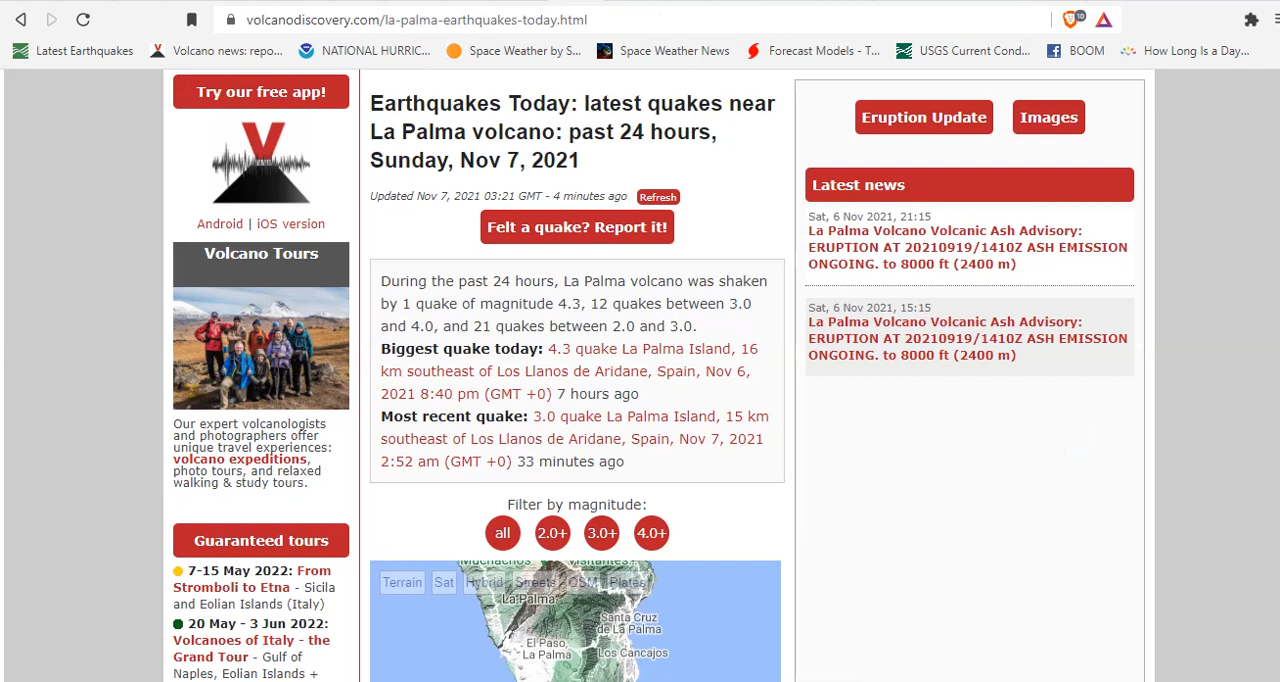 volcanodiscovery.com/la-palma-earthquakes-today.html
10
Latest Earthquakes
Volcano news: repo...
NATIONAL HURRIC...
Space Weather by S...
Space Weather News
Forecast Models - T...
USGS Current Cond...
BOOM
How Long Is a Day...
Try our free app!
Android | iOS version
Volcano Tours
Our expert volcanologists
and photographers offer
unique travel experiences:
volcano expeditions,
photo tours, and relaxed
walking & study tours.
Guaranteed tours
7-15 May 2022: From
Stromboli to Etna - Sicila
and Eolian Islands (Italy)
20 May - 3 Jun 2022:
Volcanoes of Italy - the
Grand Tour - Gulf of
Naples, Eolian Islands +
Earthquakes Today: latest quakes near
La Palma volcano: past 24 hours,
Sunday, Nov 7, 2021
Updated Nov 7, 2021 03:21 GMT - 4 minutes ago Refresh
Felt a quake? Report it!
During the past 24 hours, La Palma volcano was shaken
by 1 quake of magnitude 4.3, 12 quakes between 3.0
and 4.0, and 21 quakes between 2.0 and 3.0.
Biggest quake today: 4.3 quake La Palma Island, 16
km southeast of Los Llanos de Aridane, Spain, Nov 6,
2021 8:40 pm (GMT +0) 7 hours ago
Most recent quake: 3.0 quake La Palma Island, 15 km
southeast of Los Llanos de Aridane, Spain, Nov 7, 2021
2:52 am (GMT +0) 33 minutes ago
Filter by magnitude:
all 2.0+ 3.0+ 4.0+
Terrain Sat Hybrid Streets OSM Plates
La Palma
Santa Cruz
de La Palma
El Paso,
La Palma
Los Cancajos
Eruption Update
Images
Latest news
Sat, 6 Nov 2021, 21:15
La Palma Volcano Volcanic Ash Advisory:
ERUPTION AT 20210919/1410Z ASH EMISSION
ONGOING. to 8000 ft (2400 m)
Sat, 6 Nov 2021, 15:15
La Palma Volcano Volcanic Ash Advisory:
ERUPTION AT 20210919/1410Z ASH EMISSION
ONGOING. to 8000 ft (2400 m)